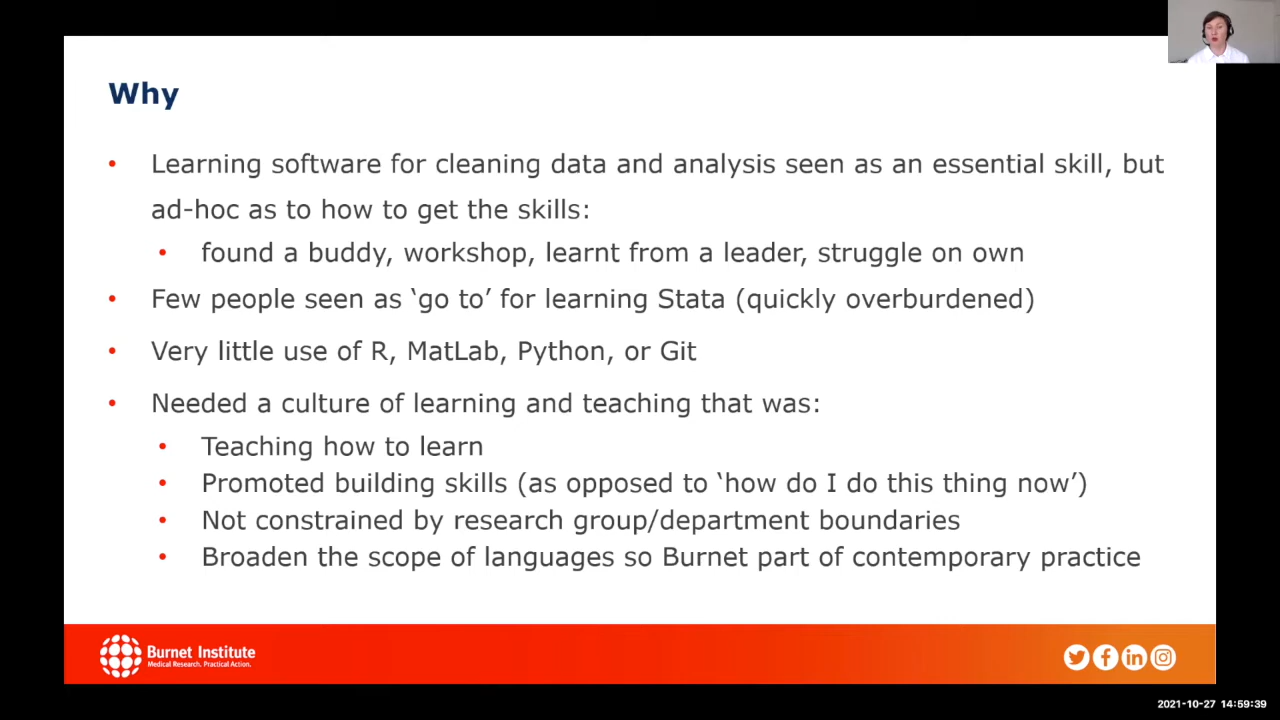 Why
• Learning software for cleaning data and analysis seen as an essential skill, but
ad-hoc as to how to get the skills:
• found a buddy, workshop, learnt from a leader, struggle on own
• Few people seen as ‘go to’ for learning Stata (quickly overburdened)
• Very little use of R, MatLab, Python, or Git
• Needed a culture of learning and teaching that was:
• Teaching how to learn
• Promoted building skills (as opposed to ‘how do I do this thing now’)
• Not constrained by research group/department boundaries
• Broaden the scope of languages so Burnet part of contemporary practice
Burnet Institute
Medical Research. Practical Action.
2021-10-27 14:59:39